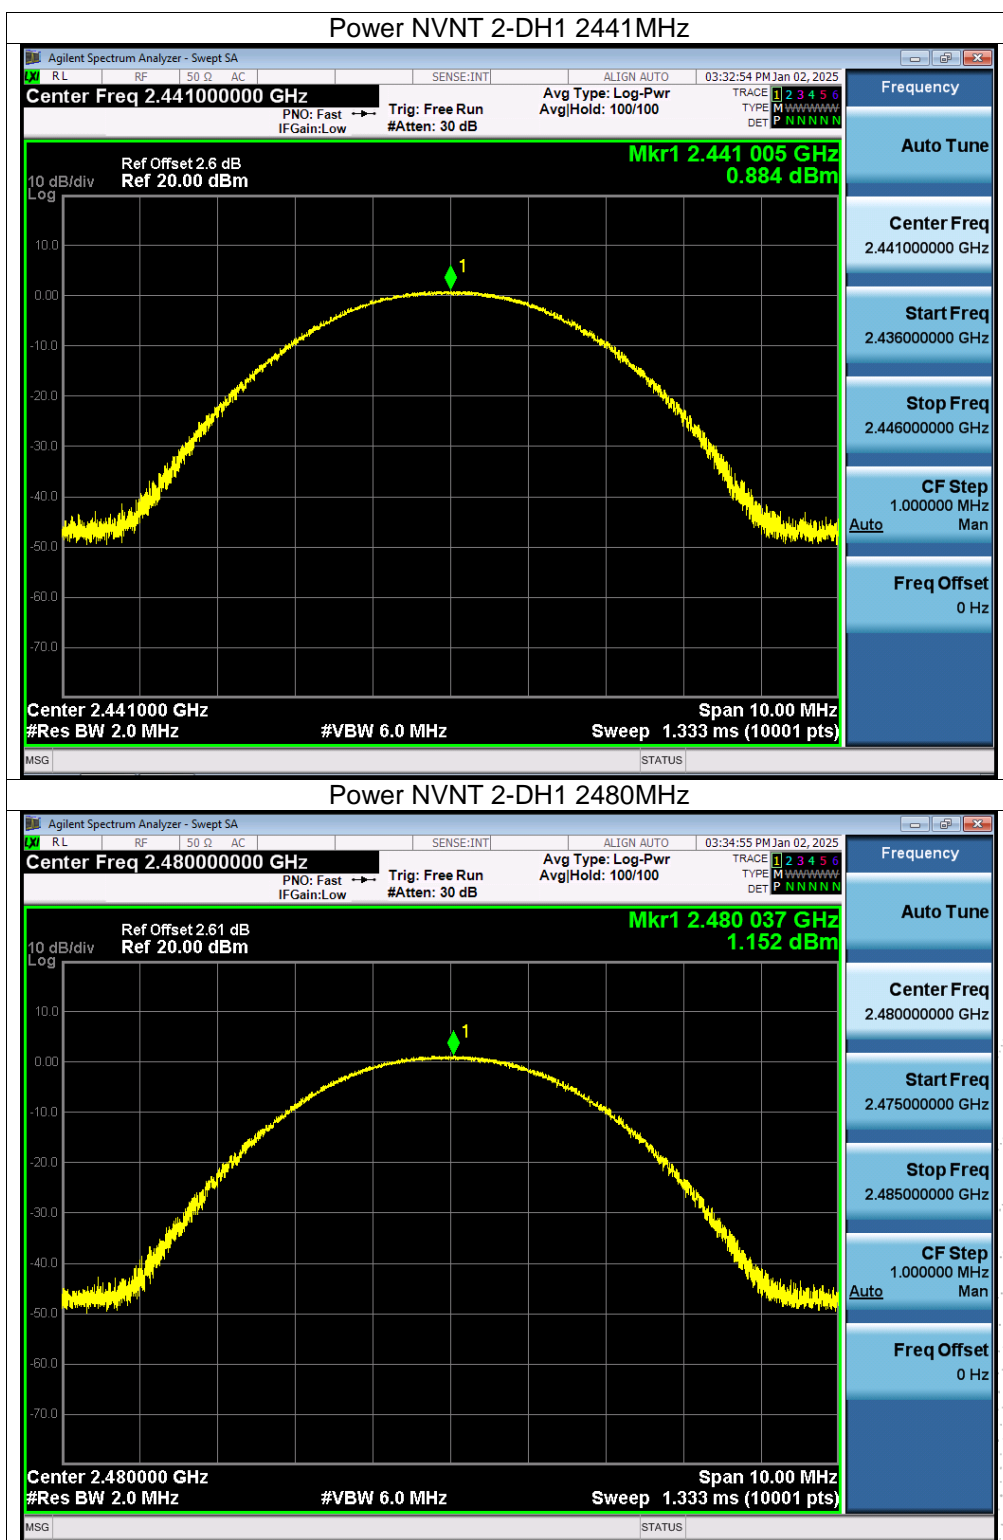 Power NVNT 2-DH1 2441MHz
Agilent Spectrum Analyzer - Swept SA
LXI RL RF 50 Ω AC SENSE:INT ALIGN AUTO 03:32:54 PM Jan 02, 2025
Center Freq 2.441000000 GHz
PNO: Fast
IFGain:Low
Trig: Free Run
#Atten: 30 dB
Avg Type: Log-Pwr
Avg|Hold: 100/100
TRACE 1 2 3 4 5 6
TYPE M WWWWW
DET P N N N N N
Frequency
Auto Tune
Center Freq
2.441000000 GHz
Start Freq
2.436000000 GHz
Stop Freq
2.446000000 GHz
CF Step
1.000000 MHz
Auto Man
Freq Offset
0 Hz
Mkr1 2.441 005 GHz
0.884 dBm
Ref Offset 2.6 dB
10 dB/div Ref 20.00 dBm
Log
1
10.0
0.00
-10.0
-20.0
-30.0
-40.0
-50.0
-60.0
-70.0
Center 2.441000 GHz Span 10.00 MHz
#Res BW 2.0 MHz #VBW 6.0 MHz Sweep 1.333 ms (10001 pts)
MSG STATUS
Power NVNT 2-DH1 2480MHz
Agilent Spectrum Analyzer - Swept SA
LXI RL RF 50 Ω AC SENSE:INT ALIGN AUTO 03:34:55 PM Jan 02, 2025
Center Freq 2.480000000 GHz
PNO: Fast
IFGain:Low
Trig: Free Run
#Atten: 30 dB
Avg Type: Log-Pwr
Avg|Hold: 100/100
TRACE 1 2 3 4 5 6
TYPE M WWWWW
DET P N N N N N
Frequency
Auto Tune
Center Freq
2.480000000 GHz
Start Freq
2.475000000 GHz
Stop Freq
2.485000000 GHz
CF Step
1.000000 MHz
Auto Man
Freq Offset
0 Hz
Mkr1 2.480 037 GHz
1.152 dBm
Ref Offset 2.61 dB
10 dB/div Ref 20.00 dBm
Log
1
10.0
0.00
-10.0
-20.0
-30.0
-40.0
-50.0
-60.0
-70.0
Center 2.480000 GHz Span 10.00 MHz
#Res BW 2.0 MHz #VBW 6.0 MHz Sweep 1.333 ms (10001 pts)
MSG STATUS